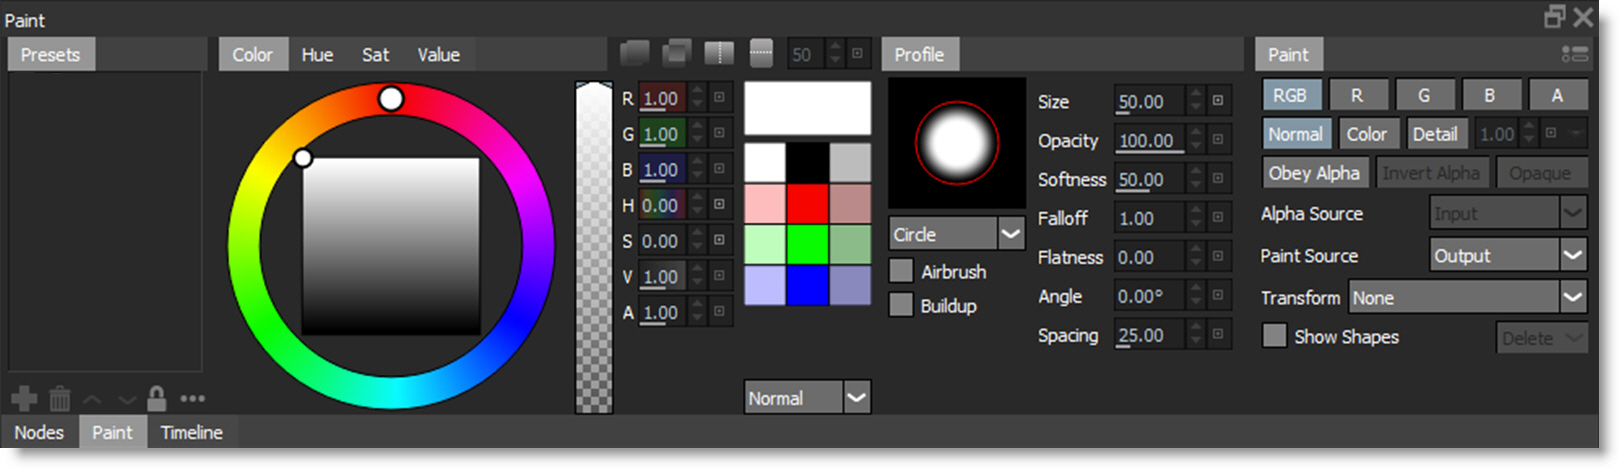 Paint
Presets
Color Hue Sat Value
50
R 1.00
G 1.00
B 1.00
H 0.00
S 0.00
V 1.00
A 1.00
Normal
Profile
Circle
Airbrush
Buildup
Size 50.00
Opacity 100.00
Softness 50.00
Falloff 1.00
Flatness 0.00
Angle 0.00°
Spacing 25.00
Paint
RGB R G B A
Normal Color Detail 1.00
Obey Alpha Invert Alpha Opaque
Alpha Source Input
Paint Source Output
Transform None
Show Shapes Delete
Nodes Paint Timeline